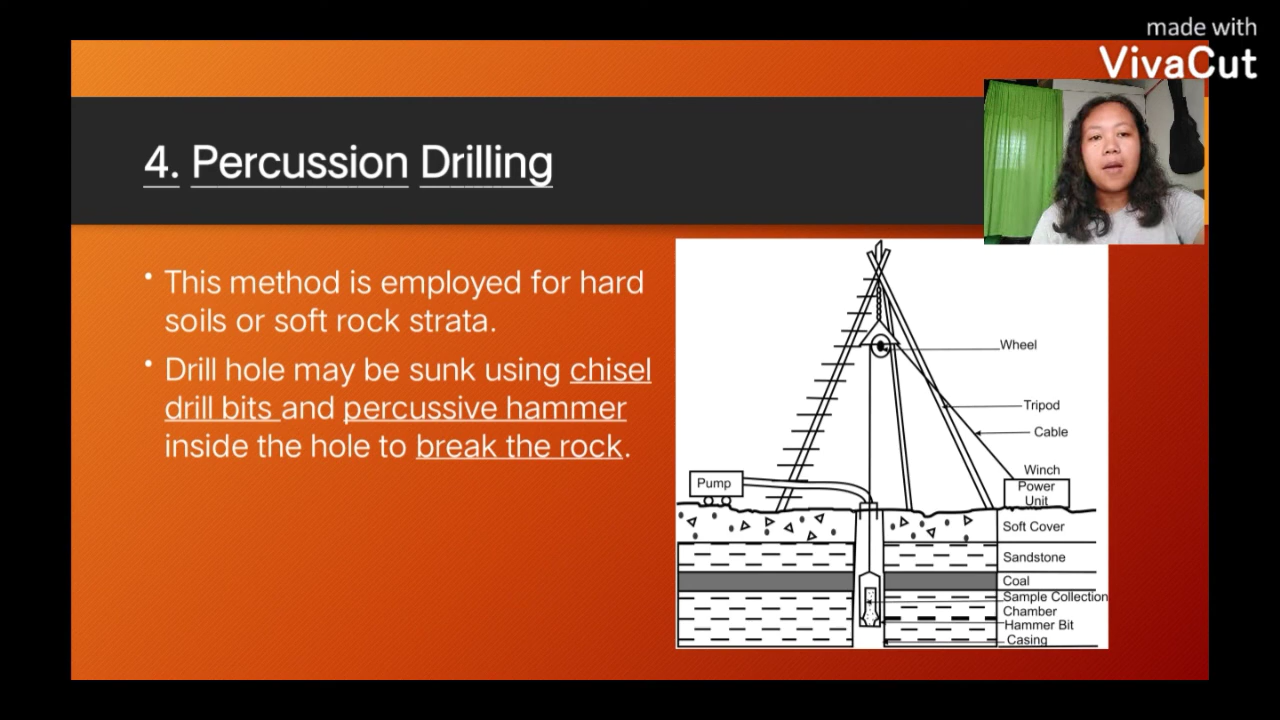 made with
VivaCut
4. Percussion Drilling
• This method is employed for hard
soils or soft rock strata.
• Drill hole may be sunk using chisel
drill bits and percussive hammer
inside the hole to break the rock.
Wheel
Tripod
Cable
Winch
Pump
Power
Unit
Soft Cover
Sandstone
Coal
Sample Collection
Chamber
Hammer Bit
Casing